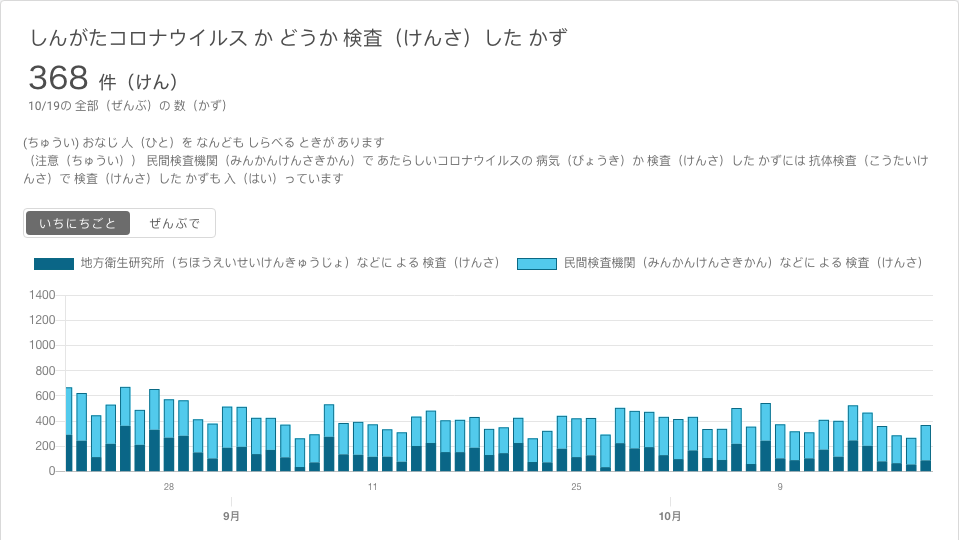 しんがたコロナウイルス か どうか 検査（けんさ）した かず
368 件（けん）
10/19の 全部（ぜんぶ）の 数（かず）
(ちゅうい) おなじ 人（ひと）を なんども しらべる ときが あります
（注意（ちゅうい）） 民間検査機関（みんかんけんさきかん）で あたらしいコロナウイルスの 病気（びょうき）か 検査（けんさ）した かずには 抗体検査（こうたいけ
んさ）で 検査（けんさ）した かずも 入（はい）っています
いちにちごと ぜんぶで
地方衛生研究所（ちほうえいせいけんきゅうじょ）などに よる 検査（けんさ） 民間検査機関（みんかんけんさきかん）などに よる 検査（けんさ）
1400
1200
1000
800
600
400
200
0
28 11 25 9
9月 10月